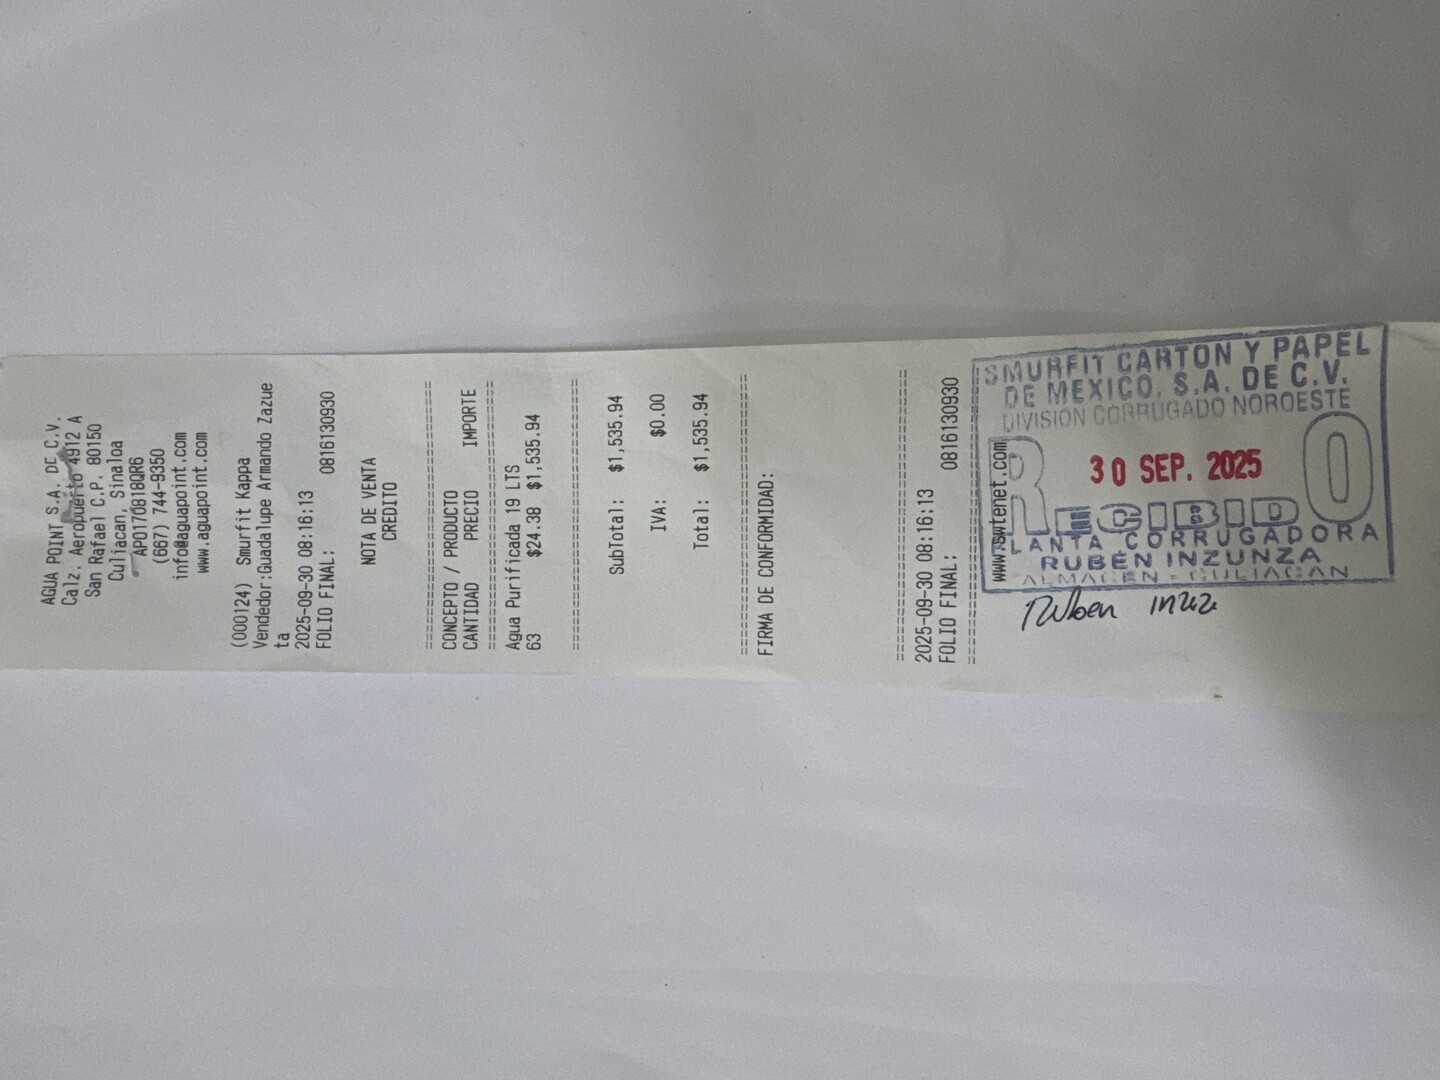 AGUA POINT S.A. DE C.V.
Calz. Aeropuerto 4912 A
San Rafael C.P. 80150
Culiacan, Sinaloa
APO170818QR6
(667) 744-9350
info@aguapoint.com
www.aguapoint.com
(000124) Smurfit Kappa
Vendedor:Guadalupe Armando Zazue
ta
2025-09-30 08:16:13
FOLIO FINAL: 0816130930
NOTA DE VENTA
CREDITO
CONCEPTO / PRODUCTO
CANTIDAD PRECIO IMPORTE
Agua Purificada 19 LTS
63 $24.38 $1,535.94
SubTotal: $1,535.94
IVA: $0.00
Total: $1,535.94
FIRMA DE CONFORMIDAD:
2025-09-30 08:16:13
FOLIO FINAL: 0816130930
www.swtenet.com
SMURFIT CARTON Y PAPEL
DE MEXICO, S.A. DE C.V.
DIVISION CORRUGADO NOROESTE
30 SEP. 2025
RECIBIDO
LANTA CORRUGADORA
RUBEN INZUNZA
ALMACEN - CULIACAN
Ruben